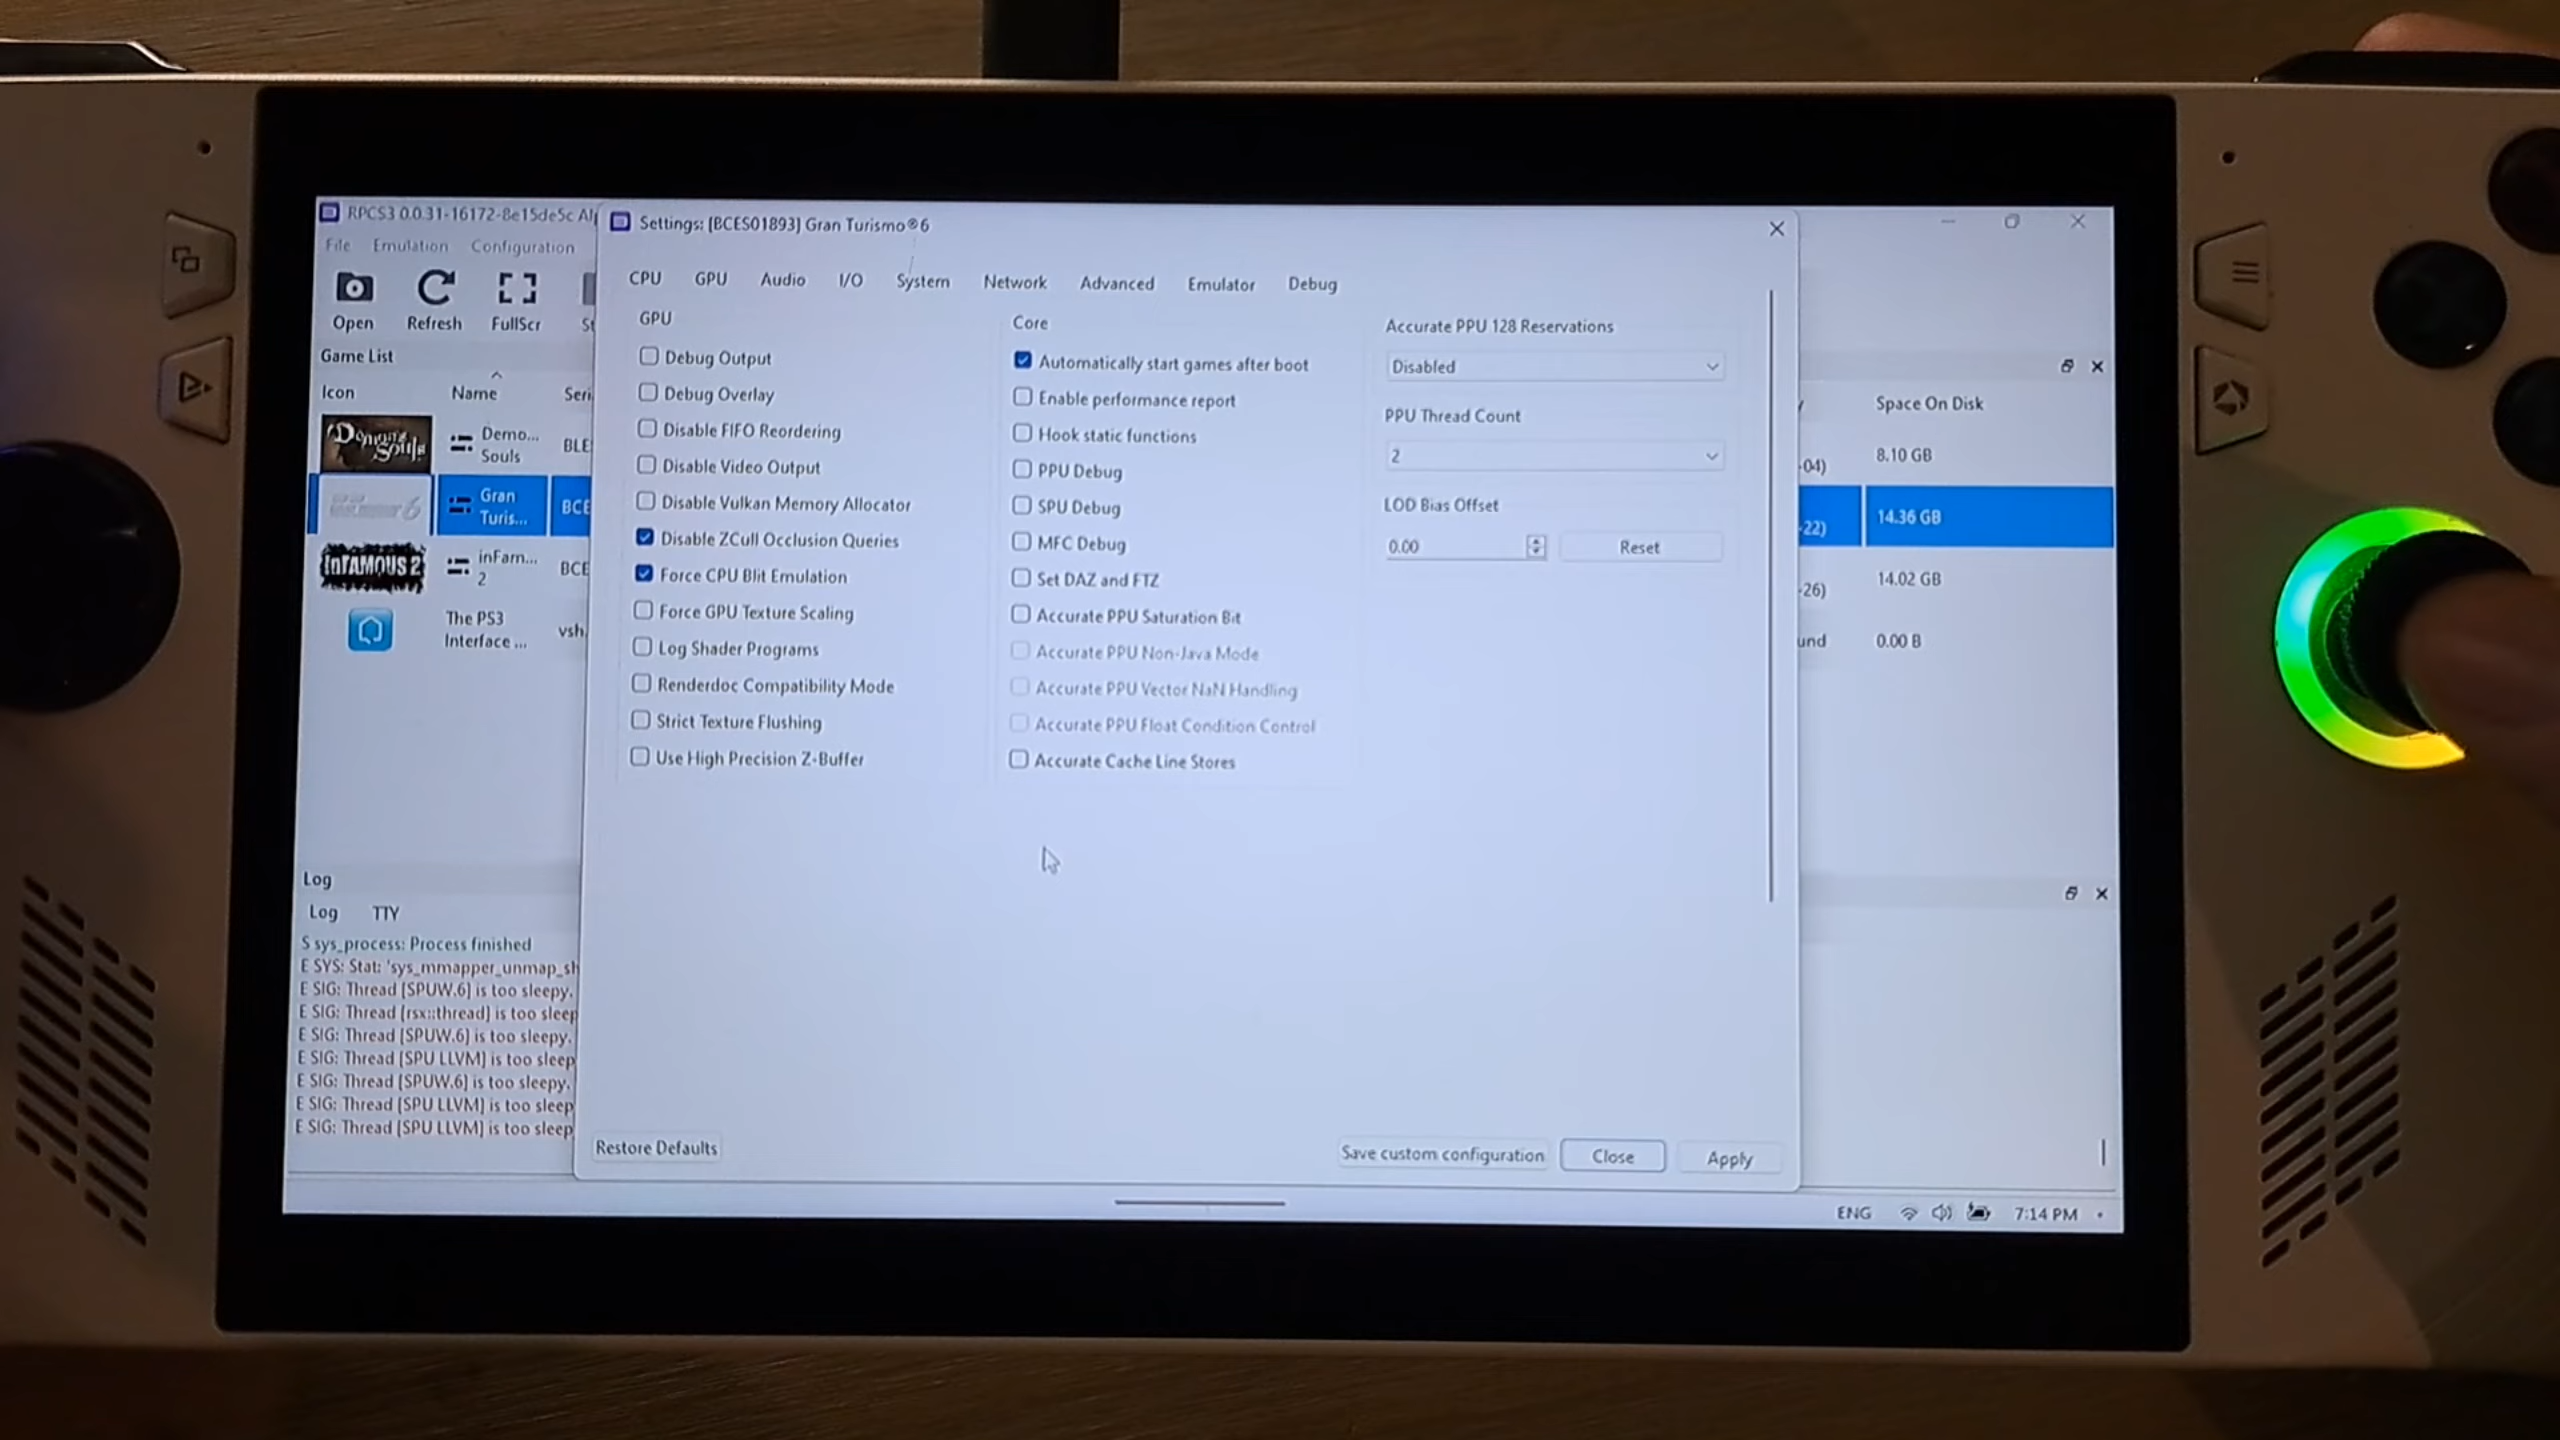 RPCS3 0.0.31-16172-8e15de5c Alp
File Emulation Configuration
Open Refresh FullScr St
Game List
Icon Name Seri
Demon's Souls
Demo... Souls BLE
Gran Turis... BCE
inFAMOUS 2
inFam... 2 BCE
The PS3 Interface ... vsh.
Log
Log TTY
S sys_process: Process finished
E SYS: Stat: 'sys_mmapper_unmap_sh
E SIG: Thread [SPUW.6] is too sleepy.
E SIG: Thread [rsx::thread] is too sleep
E SIG: Thread [SPUW.6] is too sleepy.
E SIG: Thread [SPU LLVM] is too sleep
E SIG: Thread [SPUW.6] is too sleepy.
E SIG: Thread [SPU LLVM] is too sleep
E SIG: Thread [SPU LLVM] is too sleep
Settings: [BCES01893] Gran Turismo®6
CPU GPU Audio I/O System Network Advanced Emulator Debug
GPU
Debug Output
Debug Overlay
Disable FIFO Reordering
Disable Video Output
Disable Vulkan Memory Allocator
Disable ZCull Occlusion Queries
Force CPU Blit Emulation
Force GPU Texture Scaling
Log Shader Programs
Renderdoc Compatibility Mode
Strict Texture Flushing
Use High Precision Z-Buffer
Core
Automatically start games after boot
Enable performance report
Hook static functions
PPU Debug
SPU Debug
MFC Debug
Set DAZ and FTZ
Accurate PPU Saturation Bit
Accurate PPU Non-Java Mode
Accurate PPU Vector NaN Handling
Accurate PPU Float Condition Control
Accurate Cache Line Stores
Accurate PPU 128 Reservations
Disabled
PPU Thread Count
2
LOD Bias Offset
0.00 Reset
Restore Defaults
Save custom configuration Close Apply
Space On Disk
-04) 8.10 GB
-22) 14.36 GB
-26) 14.02 GB
und 0.00 B
ENG 7:14 PM